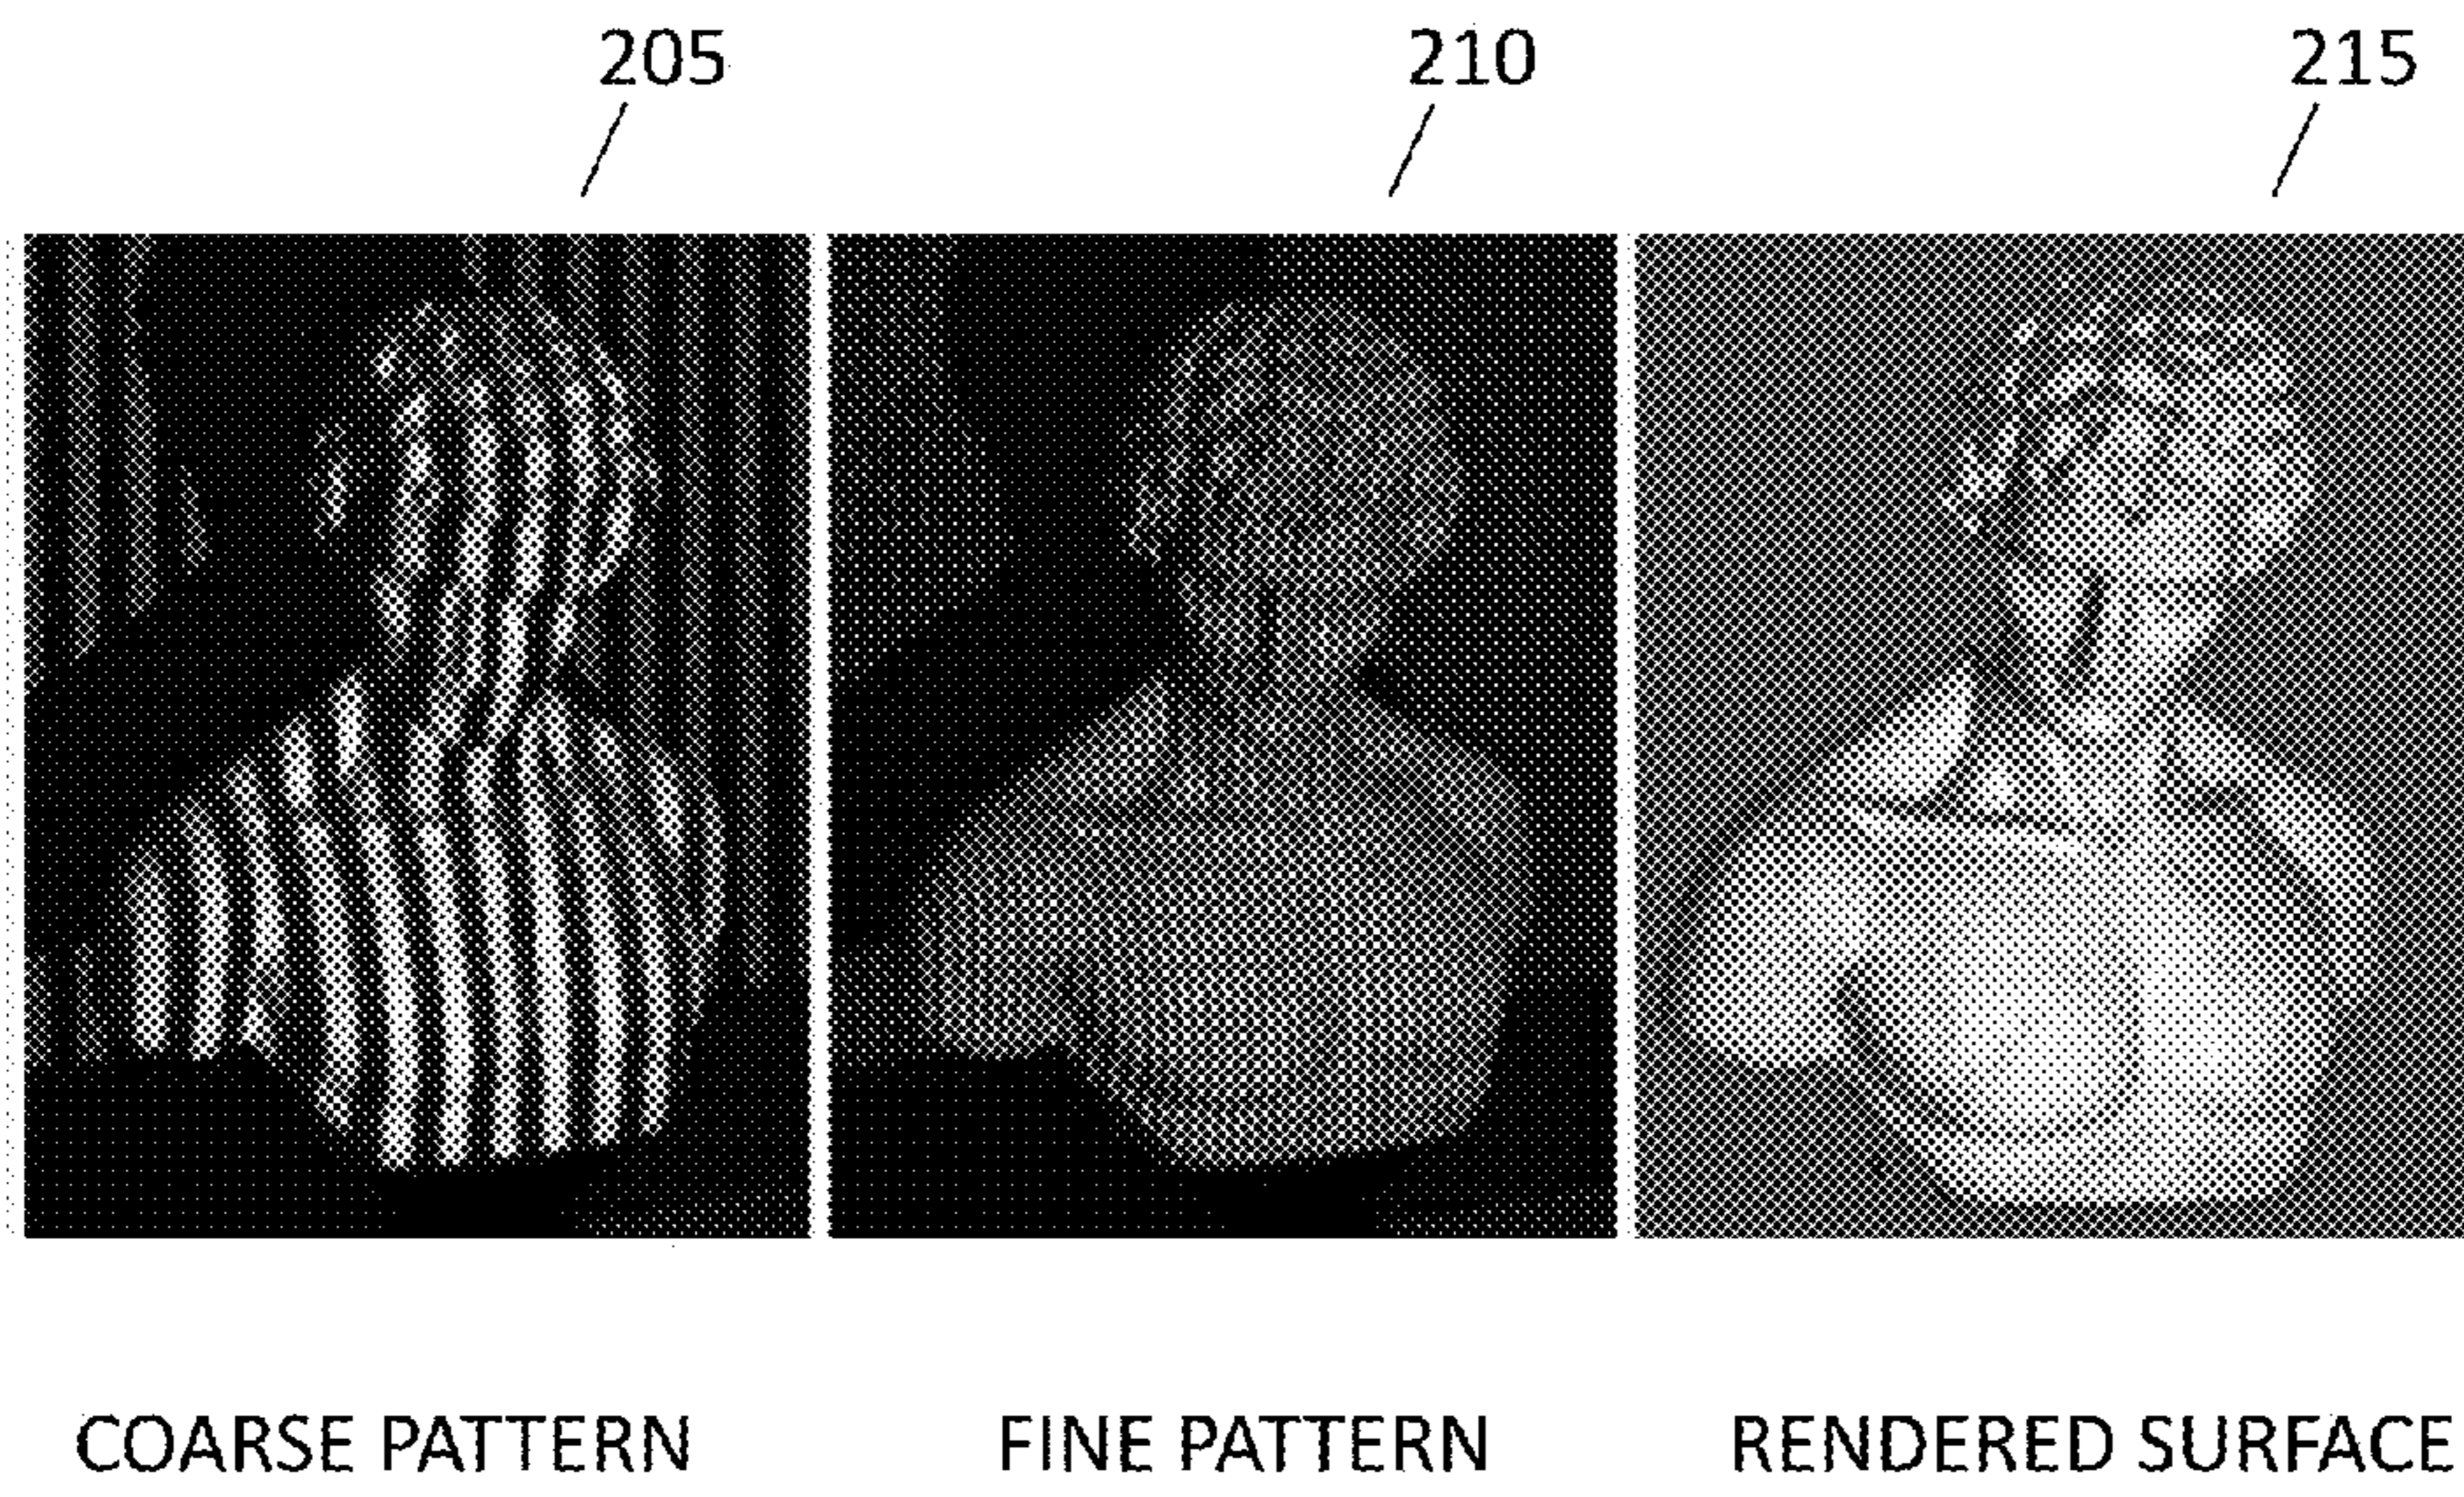 205 210 215
COARSE PATTERN FINE PATTERN RENDERED SURFACE